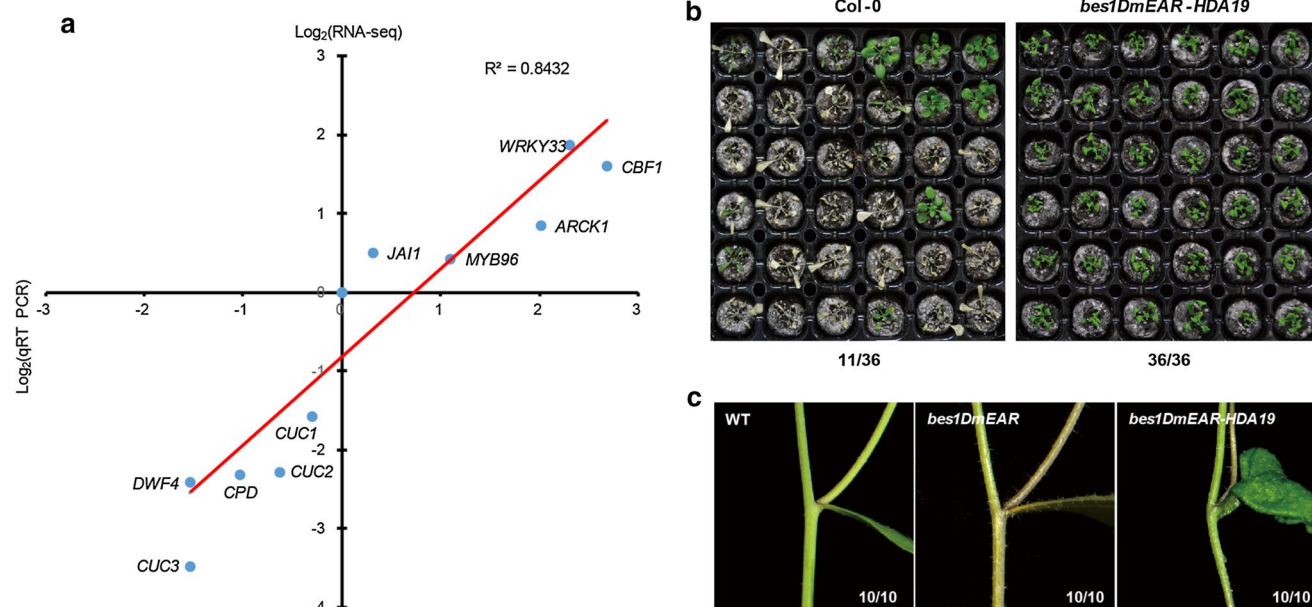 a
Log2(RNA-seq)
3
R² = 0.8432
2
WRKY33
CBF1
1
ARCK1
JAI1
MYB96
0
-3
-2
-1
0
1
2
3
Log2(qRT PCR)
-1
CUC1
-2
CUC2
DWF4
CPD
-3
CUC3
4
b
Col-0
bes1DmEAR-HDA19
11/36
36/36
c
WT
bes1DmEAR
bes1DmEAR-HDA19
10/10
10/10
10/10